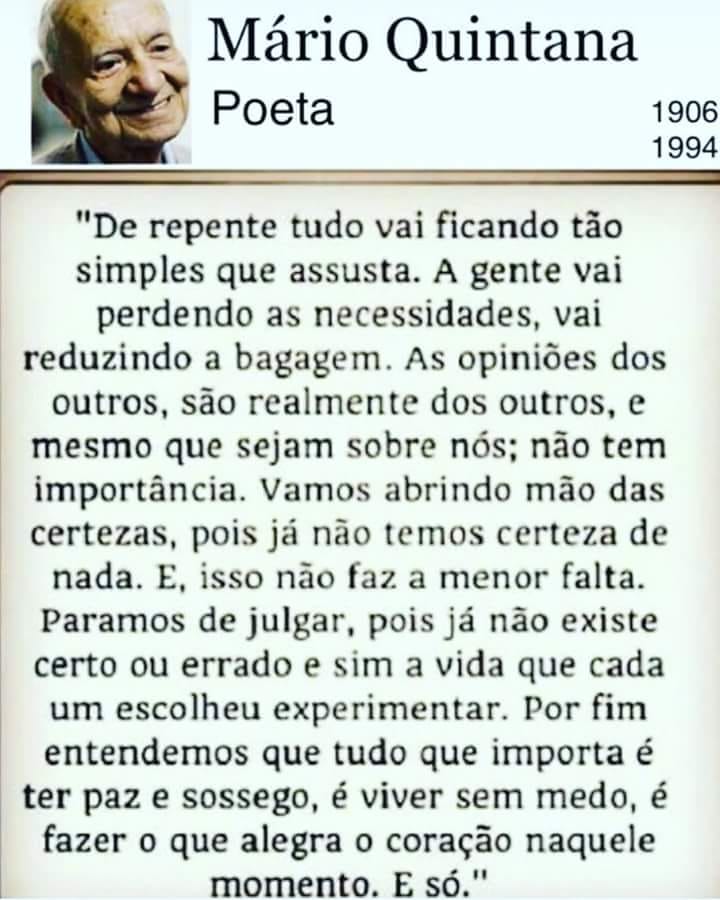 Mário Quintana
Poeta
1906
1994
"De repente tudo vai ficando tão
simples que assusta. A gente vai
perdendo as necessidades, vai
reduzindo a bagagem. As opiniões dos
outros, são realmente dos outros, e
mesmo que sejam sobre nós; não tem
importância. Vamos abrindo mão das
certezas, pois já não temos certeza de
nada. E, isso não faz a menor falta.
Paramos de julgar, pois já não existe
certo ou errado e sim a vida que cada
um escolheu experimentar. Por fim
entendemos que tudo que importa é
ter paz e sossego, é viver sem medo, é
fazer o que alegra o coração naquele
momento. E só."